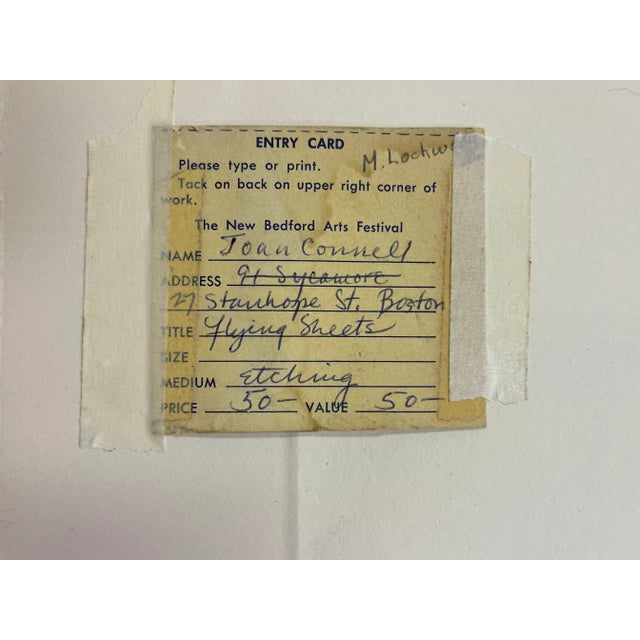 ENTRY CARD
Please type or print. M. Lockw
Tack on back on upper right corner of
work.
The New Bedford Arts Festival
NAME Joan Connell
ADDRESS 91 Sycamore
27 Stanhope St. Boston
TITLE Flying Sheets
SIZE
MEDIUM etching
PRICE 50- VALUE 50-